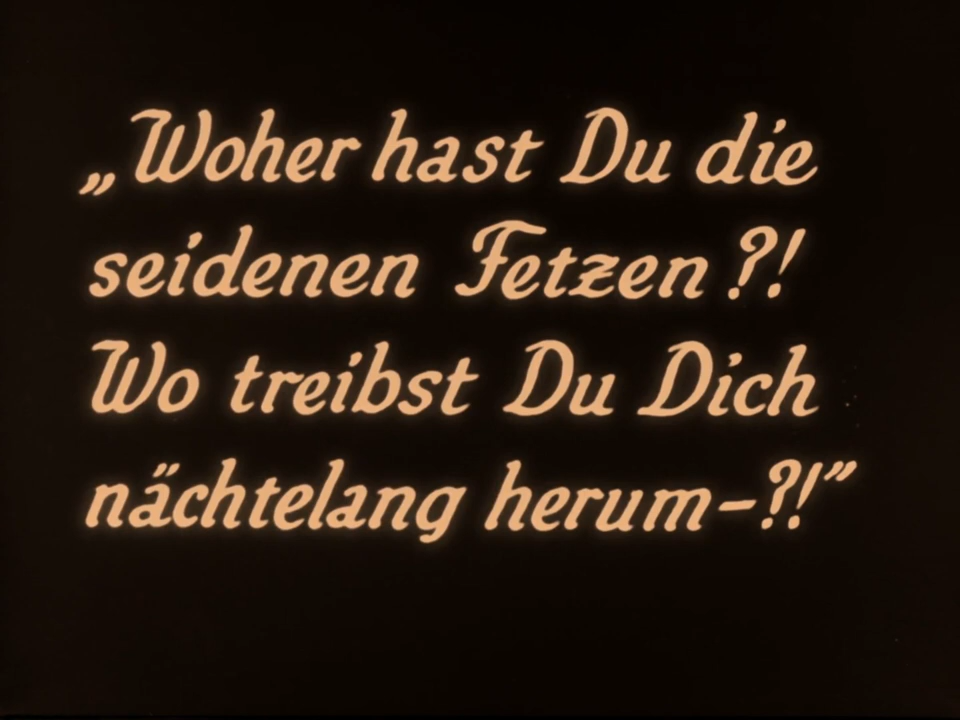 „Woher hast Du die
seidenen Fetzen?!
Wo treibst Du Dich
nächtelang herum-?!”